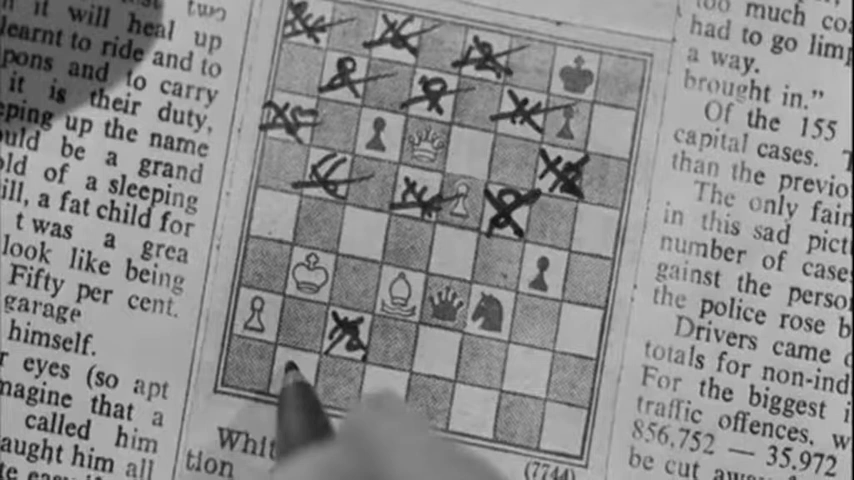 two
it will heal up
learnt to ride and to
pons and to carry
it is their duty,
eping up the name
uld be a grand
old of a sleeping
ill, a fat child for
t was a grea
look like being
Fifty per cent.
garage
himself.
r eyes (so apt
magine that a
called him
aught him all
Whit
tion
(7744)
too much
had to go limp
a way.
brought in."
Of the 155
capital cases.
than the previo
The only fain
in this sad pict
number of cases
gainst the perso
the police rose b
Drivers came
totals for non-ind
For the biggest i
traffic offences. w
856,752 — 35.972
be cut away